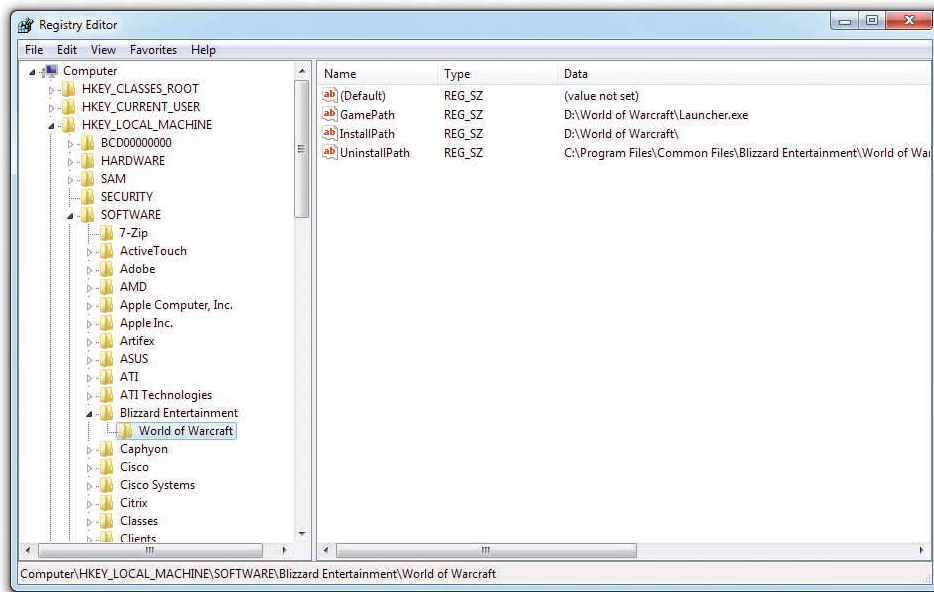 Registry Editor
File Edit View Favorites Help
Computer
HKEY_CLASSES_ROOT
HKEY_CURRENT_USER
HKEY_LOCAL_MACHINE
BCD00000000
HARDWARE
SAM
SECURITY
SOFTWARE
7-Zip
ActiveTouch
Adobe
AMD
Apple Computer, Inc.
Apple Inc.
Artifex
ASUS
ATI
ATI Technologies
Blizzard Entertainment
World of Warcraft
Caphyon
Cisco
Cisco Systems
Citrix
Classes
Clients
Name Type Data
ab (Default) REG_SZ (value not set)
ab GamePath REG_SZ D:\World of Warcraft\Launcher.exe
ab InstallPath REG_SZ D:\World of Warcraft\
ab UninstallPath REG_SZ C:\Program Files\Common Files\Blizzard Entertainment\World of Wa
Computer\HKEY_LOCAL_MACHINE\SOFTWARE\Blizzard Entertainment\World of Warcraft